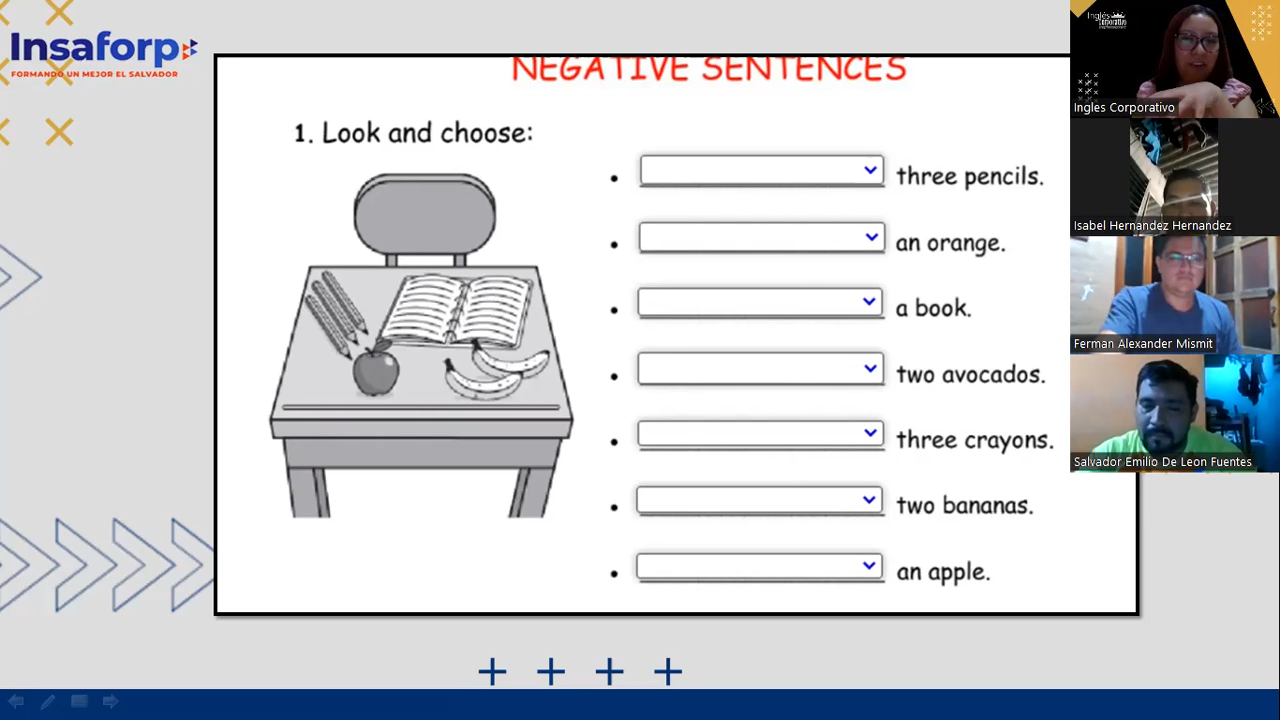 Insaforp
FORMANDO UN MEJOR EL SALVADOR
NEGATIVE SENTENCES
1. Look and choose:
• three pencils.
• an orange.
• a book.
• two avocados.
• three crayons.
• two bananas.
• an apple.
Inglés
Corporativo
Ingles Corporativo
Isabel Hernandez Hernandez
Ferman Alexander Mismit
Salvador Emilio De Leon Fuentes